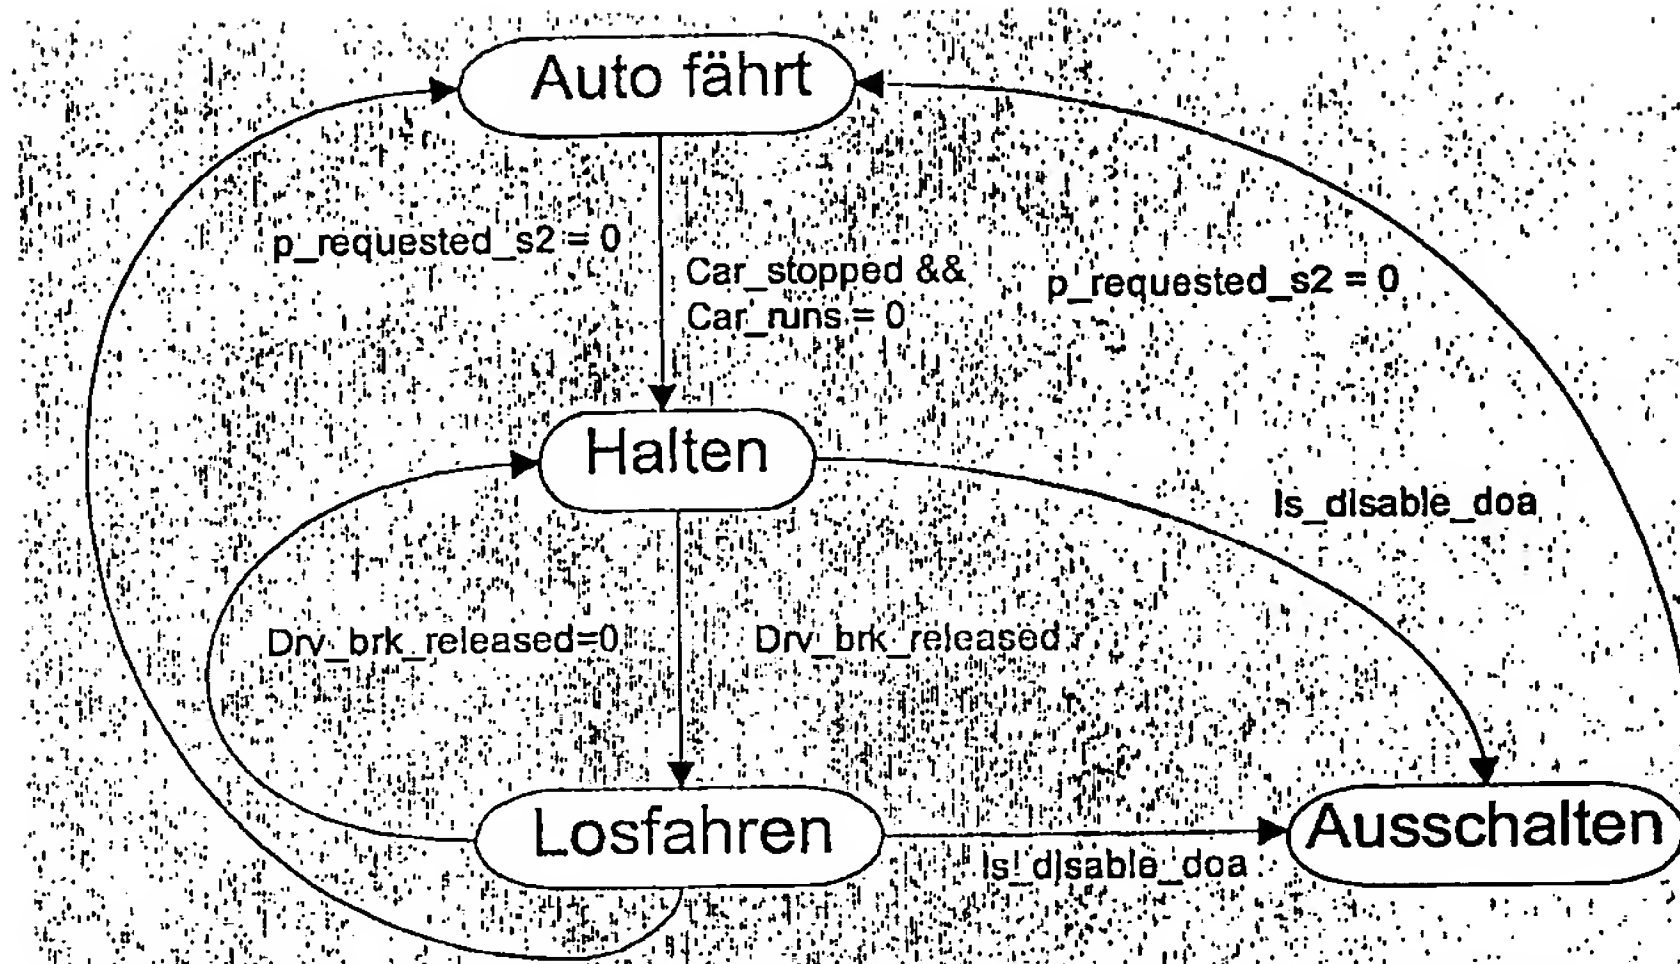 Auto fährt
p_requested_s2 = 0
Car_stopped &&
Car_runs = 0
p_requested_s2 = 0
Halten
Is_disable_doa
Drv_brk_released=0
Drv_brk_released
Losfahren
Ausschalten
Is_disable_doa